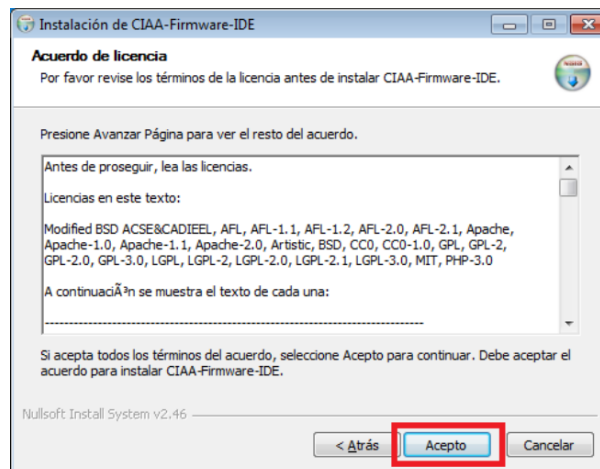 Instalación de CIAA-Firmware-IDE
Acuerdo de licencia
Por favor revise los términos de la licencia antes de instalar CIAA-Firmware-IDE.
Presione Avanzar Página para ver el resto del acuerdo.
Antes de proseguir, lea las licencias.
Licencias en este texto:
Modified BSD ACSE&CADIEEL, AFL, AFL-1.1, AFL-1.2, AFL-2.0, AFL-2.1, Apache,
Apache-1.0, Apache-1.1, Apache-2.0, Artistic, BSD, CC0, CC0-1.0, GPL, GPL-2,
GPL-2.0, GPL-3.0, LGPL, LGPL-2, LGPL-2.0, LGPL-2.1, LGPL-3.0, MIT, PHP-3.0
A continuaciÃ³n se muestra el texto de cada una:
--------------------------------------------------------------------------------
Si acepta todos los términos del acuerdo, seleccione Acepto para continuar. Debe aceptar el
acuerdo para instalar CIAA-Firmware-IDE.
Nullsoft Install System v2.46
< Atrás Acepto Cancelar